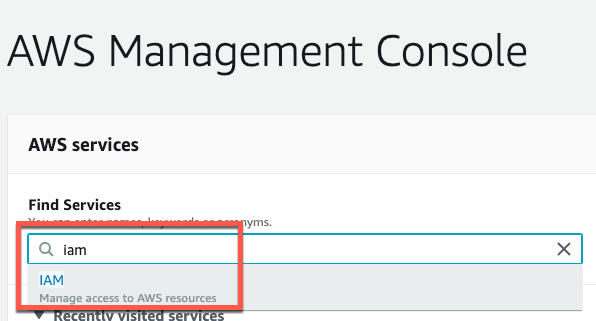 AWS Management Console
AWS services
Find Services
You can enter names, keywords or acronyms.
iam
IAM
Manage access to AWS resources
Recently visited services